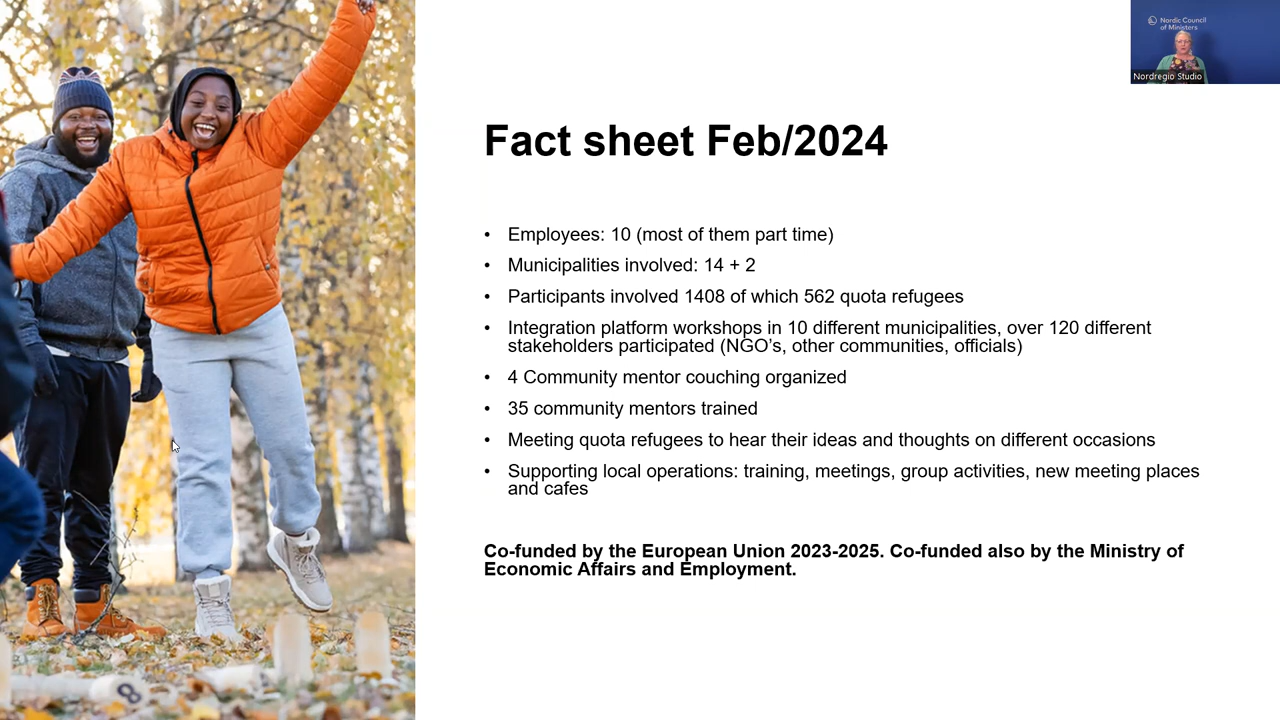 Nordic Council
of Ministers
Nordregio Studio
Fact sheet Feb/2024
• Employees: 10 (most of them part time)
• Municipalities involved: 14 + 2
• Participants involved 1408 of which 562 quota refugees
• Integration platform workshops in 10 different municipalities, over 120 different
stakeholders participated (NGO’s, other communities, officials)
• 4 Community mentor couching organized
• 35 community mentors trained
• Meeting quota refugees to hear their ideas and thoughts on different occasions
• Supporting local operations: training, meetings, group activities, new meeting places
and cafes
Co-funded by the European Union 2023-2025. Co-funded also by the Ministry of
Economic Affairs and Employment.
8